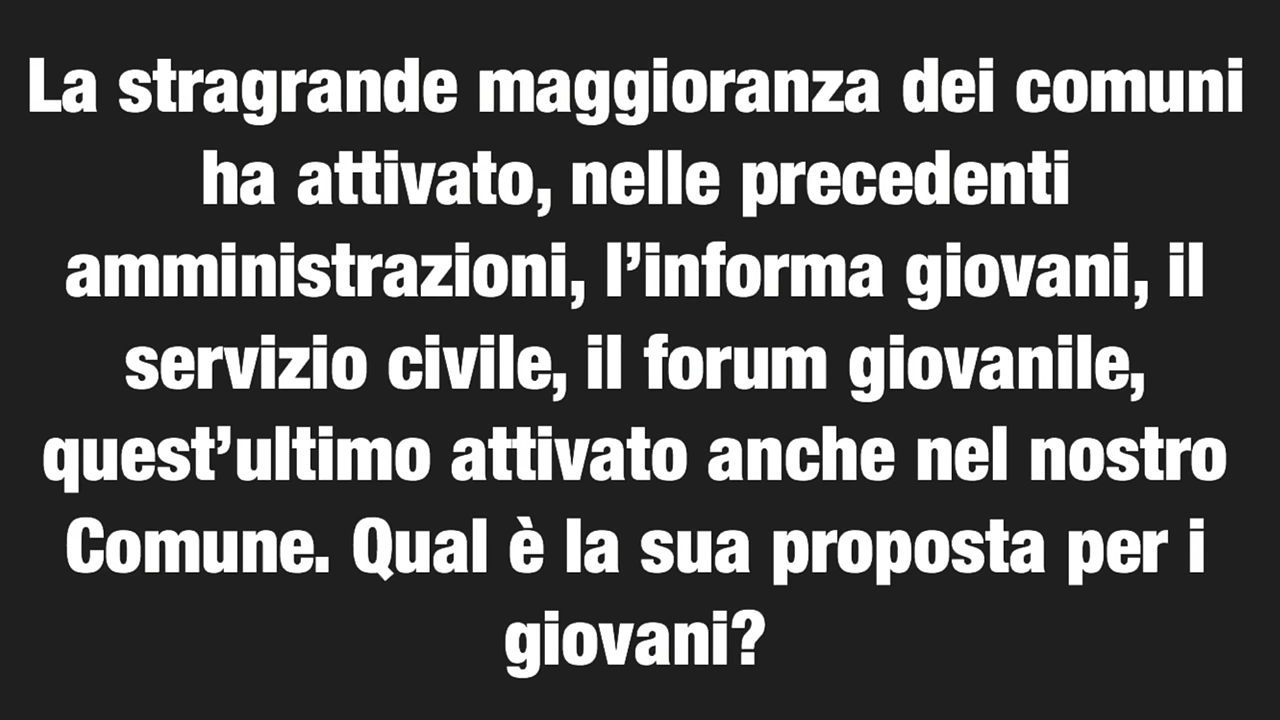 La stragrande maggioranza dei comuni
ha attivato, nelle precedenti
amministrazioni, l’informa giovani, il
servizio civile, il forum giovanile,
quest’ultimo attivato anche nel nostro
Comune. Qual è la sua proposta per i
giovani?